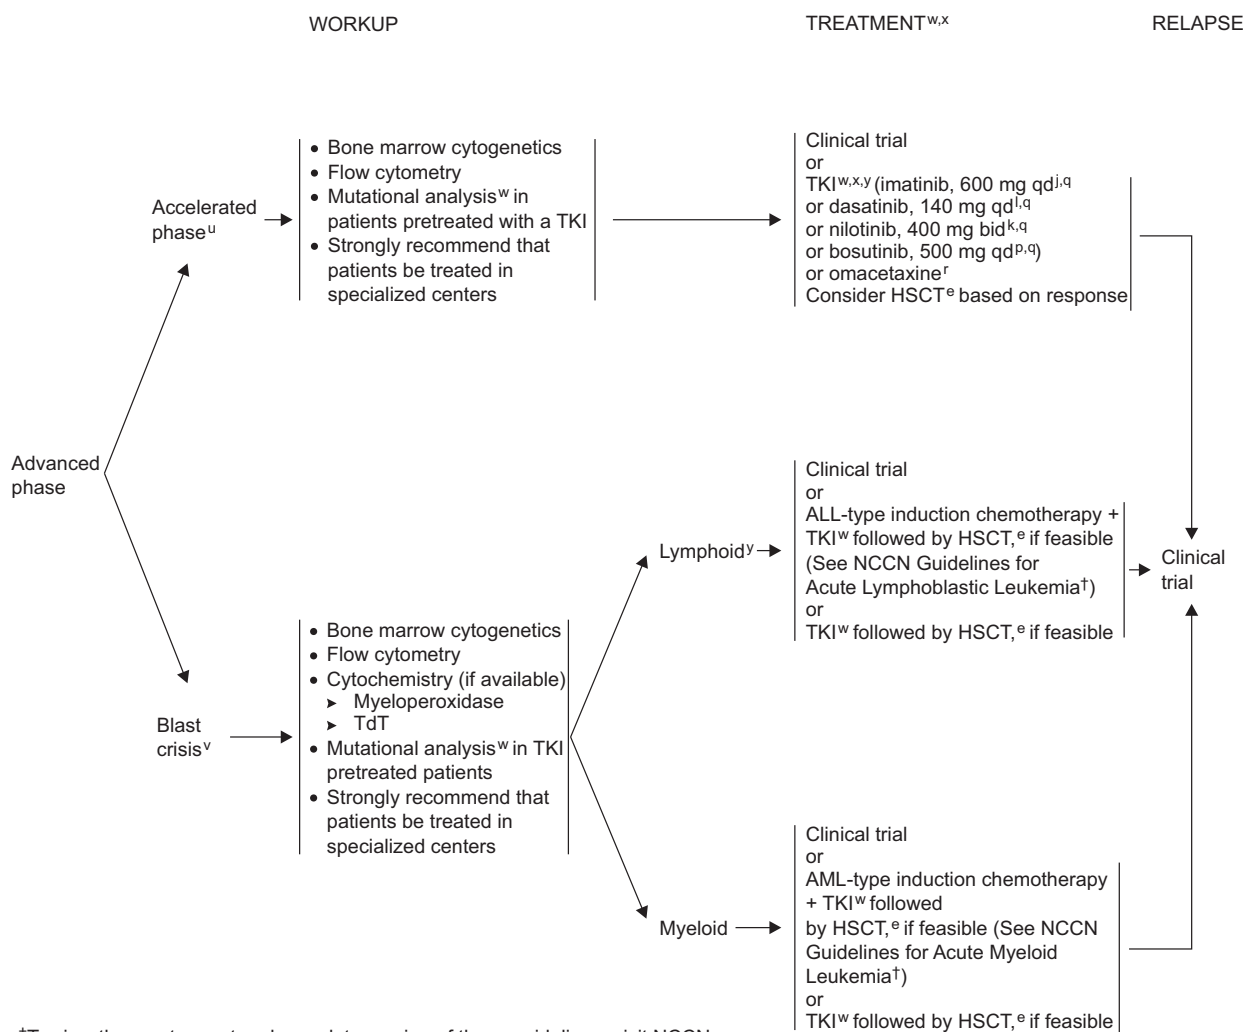 WORKUP
TREATMENTw,x
RELAPSE
Advanced
phase
Accelerated
phaseu
• Bone marrow cytogenetics
• Flow cytometry
• Mutational analysisw in
patients pretreated with a TKI
• Strongly recommend that
patients be treated in
specialized centers
Clinical trial
or
TKIw,x,y (imatinib, 600 mg qdj,q
or dasatinib, 140 mg qdl,q
or nilotinib, 400 mg bidk,q
or bosutinib, 500 mg qdp,q)
or omacetaxiner
Consider HSCTe based on response
Blast
crisisv
• Bone marrow cytogenetics
• Flow cytometry
• Cytochemistry (if available)
➤ Myeloperoxidase
➤ TdT
• Mutational analysisw in TKI
pretreated patients
• Strongly recommend that
patients be treated in
specialized centers
Lymphoidy
Clinical trial
or
ALL-type induction chemotherapy +
TKIw followed by HSCT,e if feasible
(See NCCN Guidelines for
Acute Lymphoblastic Leukemia†)
or
TKIw followed by HSCT,e if feasible
Myeloid
Clinical trial
or
AML-type induction chemotherapy
+ TKIw followed
by HSCT,e if feasible (See NCCN
Guidelines for Acute Myeloid
Leukemia†)
or
TKIw followed by HSCT,e if feasible
Clinical
trial